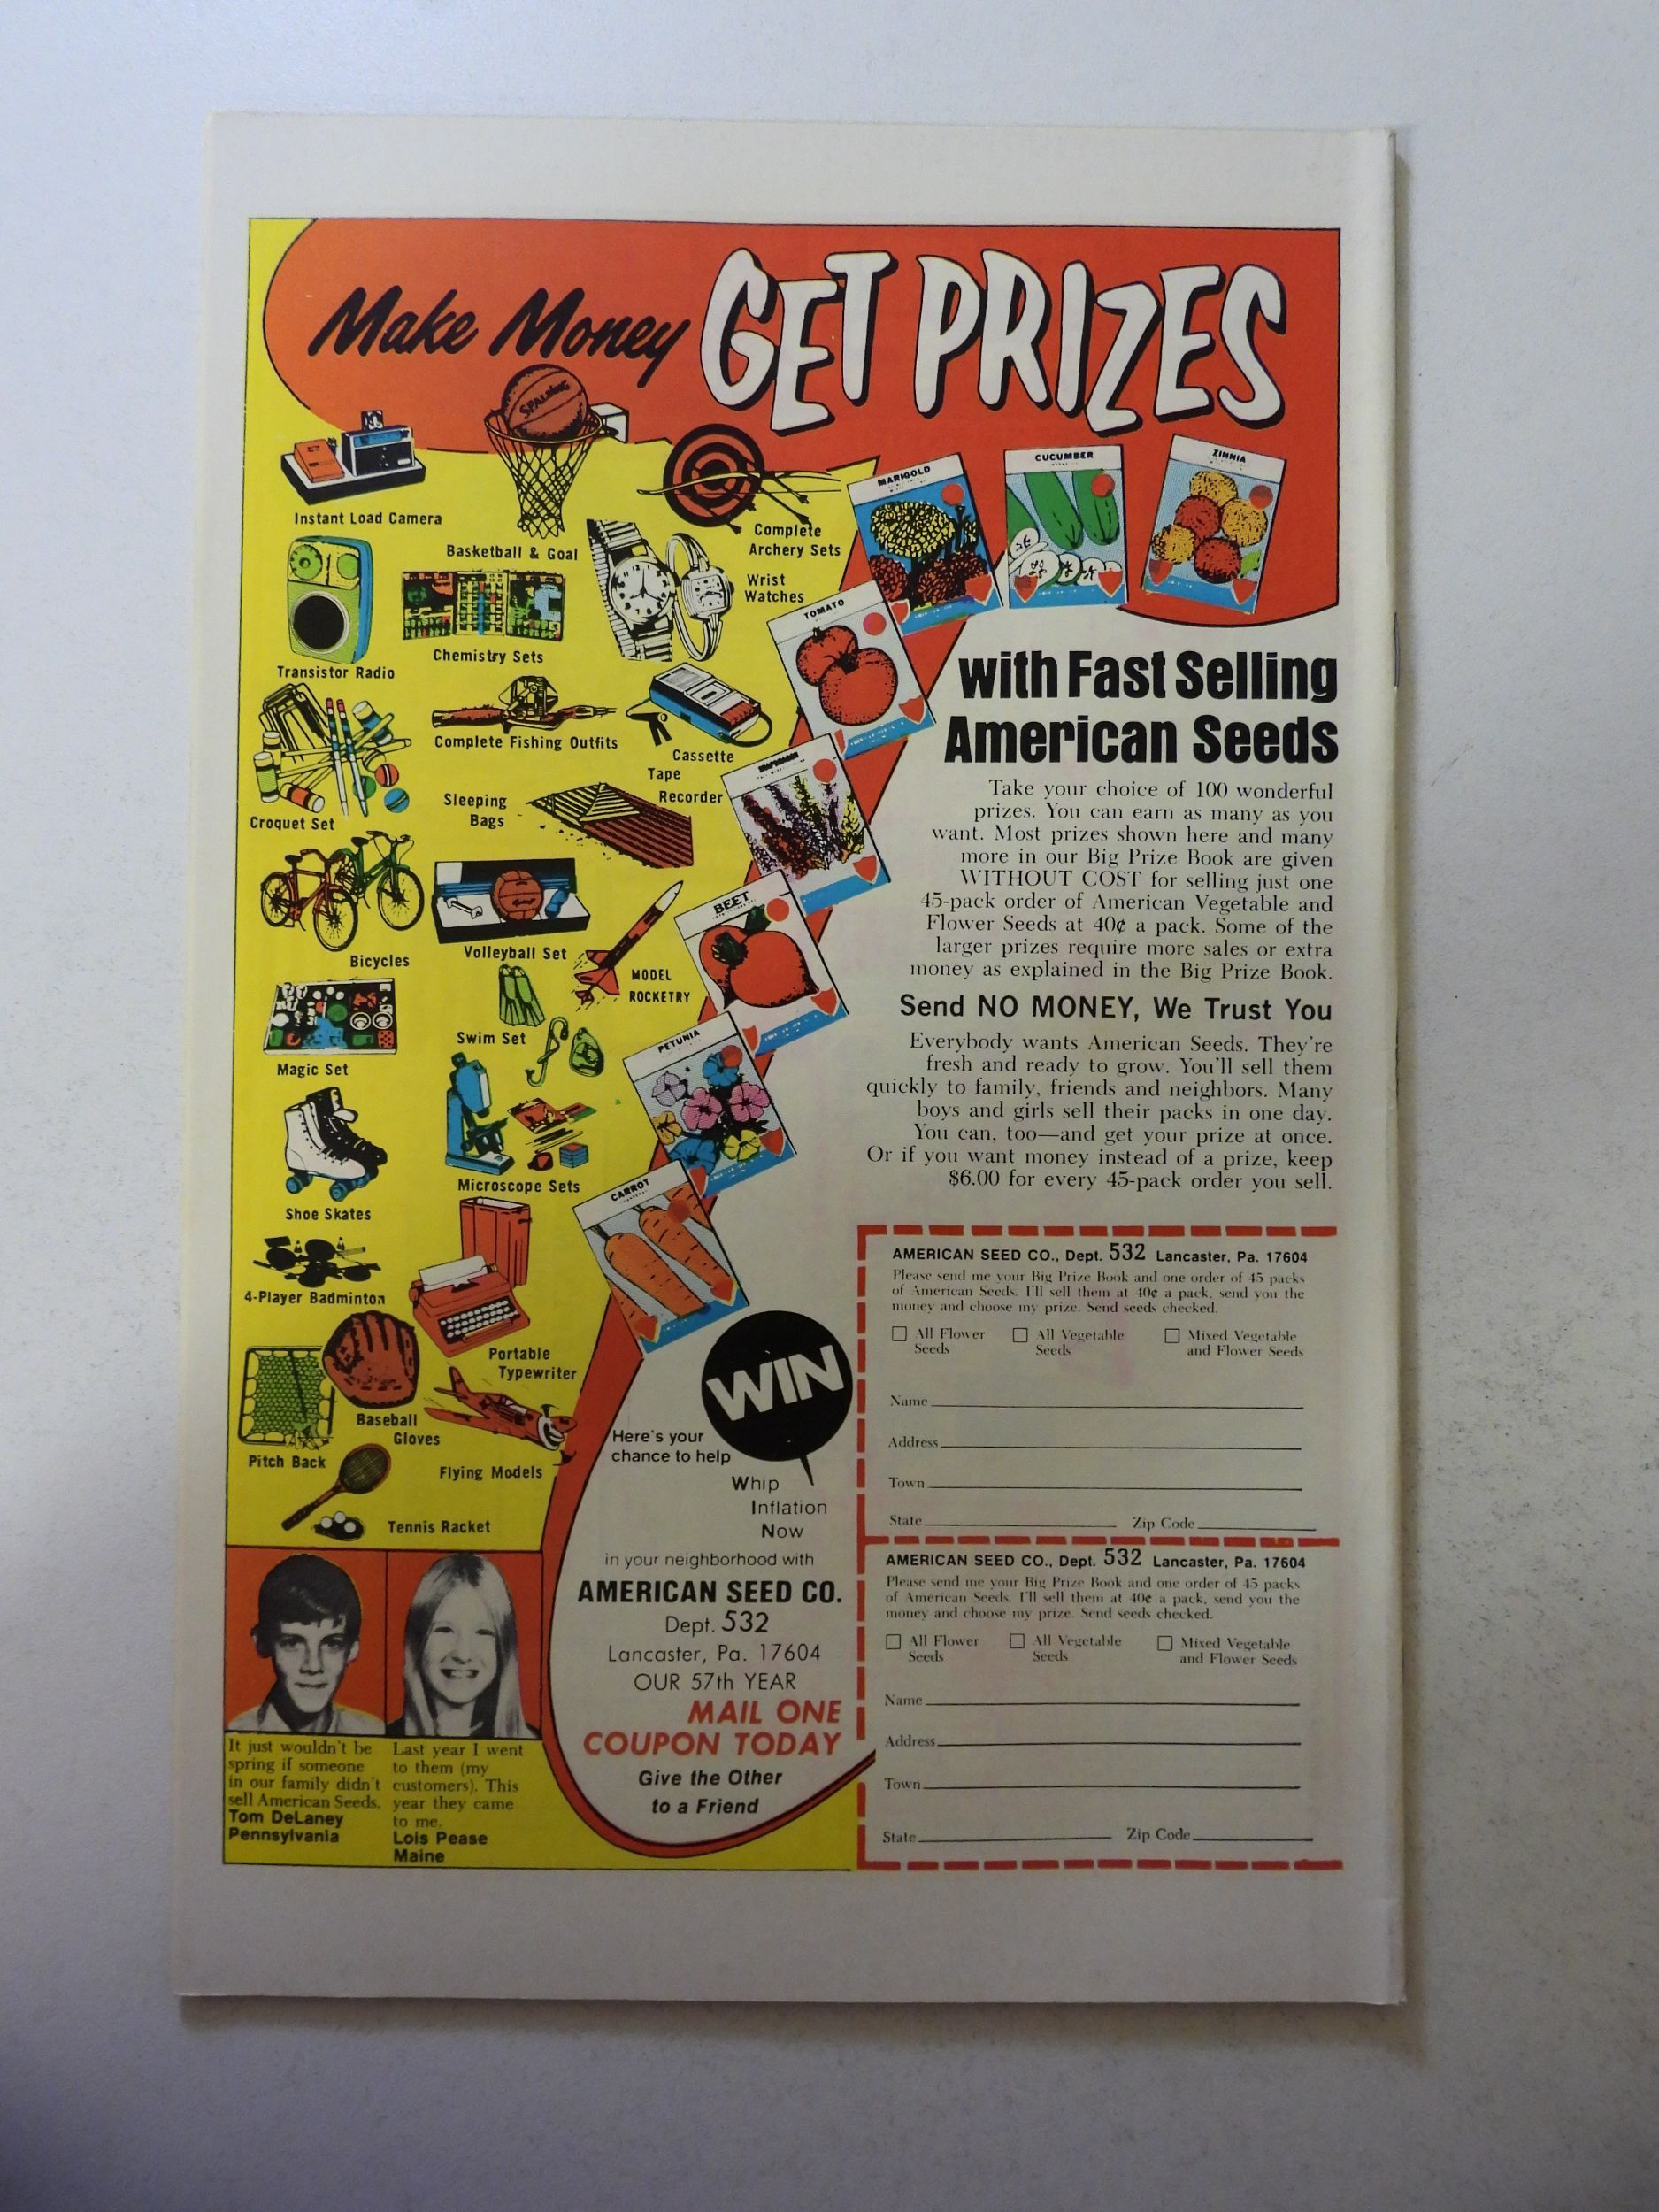 Make Money GET PRIZES
SPALDING
Instant Load Camera
Basketball & Goal
Complete
Archery Sets
Wrist
Watches
Transistor Radio
Chemistry Sets
Complete Fishing Outfits
Cassette
Tape
Recorder
Croquet Set
Sleeping
Bags
Bicycles
Volleyball Set
MODEL
ROCKETRY
Magic Set
Swim Set
Shoe Skates
Microscope Sets
4-Player Badminton
Portable
Typewriter
Pitch Back
Baseball
Gloves
Flying Models
Tennis Racket
MARIGOLD
CUCUMBER
ZINNIA
TOMATO
BEET
PETUNIA
CARROT
with Fast Selling
American Seeds
Take your choice of 100 wonderful
prizes. You can earn as many as you
want. Most prizes shown here and many
more in our Big Prize Book are given
WITHOUT COST for selling just one
45-pack order of American Vegetable and
Flower Seeds at 40¢ a pack. Some of the
larger prizes require more sales or extra
money as explained in the Big Prize Book.
Send NO MONEY, We Trust You
Everybody wants American Seeds. They're
fresh and ready to grow. You'll sell them
quickly to family, friends and neighbors. Many
boys and girls sell their packs in one day.
You can, too—and get your prize at once.
Or if you want money instead of a prize, keep
$6.00 for every 45-pack order you sell.
WIN
Here's your
chance to help
Whip
Inflation
Now
in your neighborhood with
AMERICAN SEED CO.
Dept. 532
Lancaster, Pa. 17604
OUR 57th YEAR
MAIL ONE
COUPON TODAY
Give the Other
to a Friend
It just wouldn't be
spring if someone
in our family didn't
sell American Seeds.
Tom DeLaney
Pennsylvania
Last year I went
to them (my
customers). This
year they came
to me.
Lois Pease
Maine
AMERICAN SEED CO., Dept. 532 Lancaster, Pa. 17604
Please send me your Big Prize Book and one order of 45 packs
of American Seeds. I'll sell them at 40¢ a pack, send you the
money and choose my prize. Send seeds checked.
All Flower
Seeds
All Vegetable
Seeds
Mixed Vegetable
and Flower Seeds
Name
Address
Town
State Zip Code
AMERICAN SEED CO., Dept. 532 Lancaster, Pa. 17604
Please send me your Big Prize Book and one order of 45 packs
of American Seeds. I'll sell them at 40¢ a pack, send you the
money and choose my prize. Send seeds checked.
All Flower
Seeds
All Vegetable
Seeds
Mixed Vegetable
and Flower Seeds
Name
Address
Town
State Zip Code